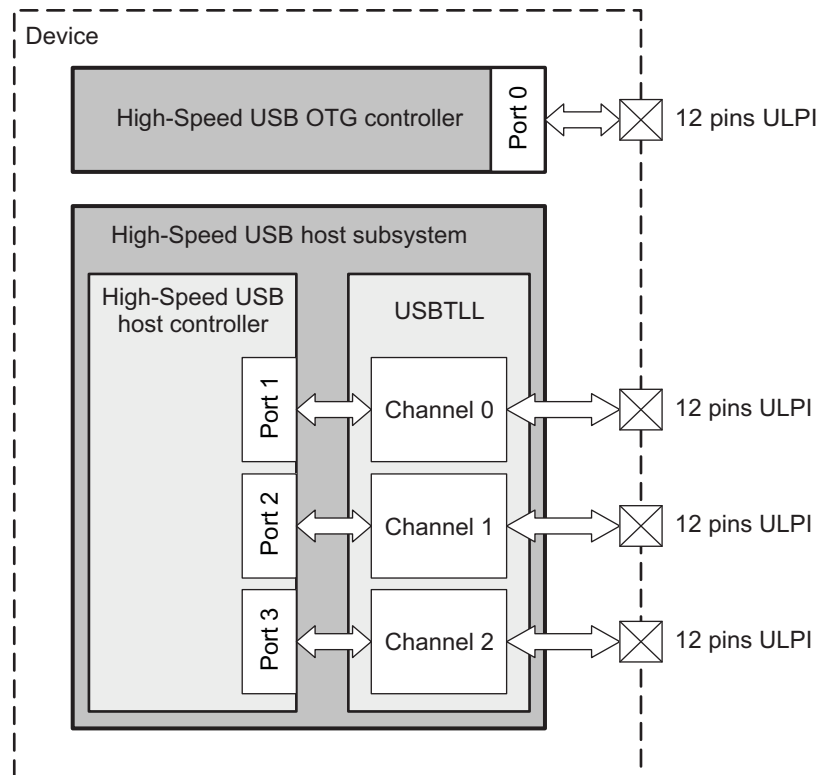 Device
High-Speed USB OTG controller
Port 0
12 pins ULPI
High-Speed USB host subsystem
High-Speed USB
host controller
USBTLL
Port 1
Channel 0
12 pins ULPI
Port 2
Channel 1
12 pins ULPI
Port 3
Channel 2
12 pins ULPI